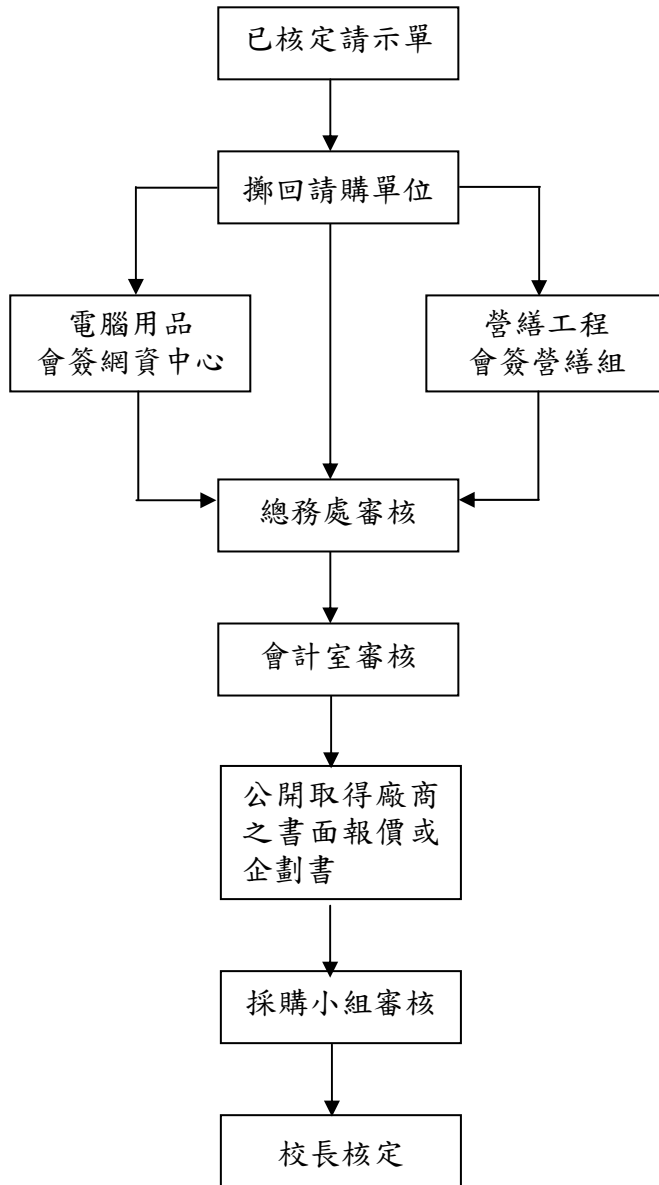 已核定請示單
擲回請購單位
電腦用品
會簽網資中心
營繕工程
會簽營繕組
總務處審核
會計室審核
公開取得廠商
之書面報價或
企劃書
採購小組審核
校長核定